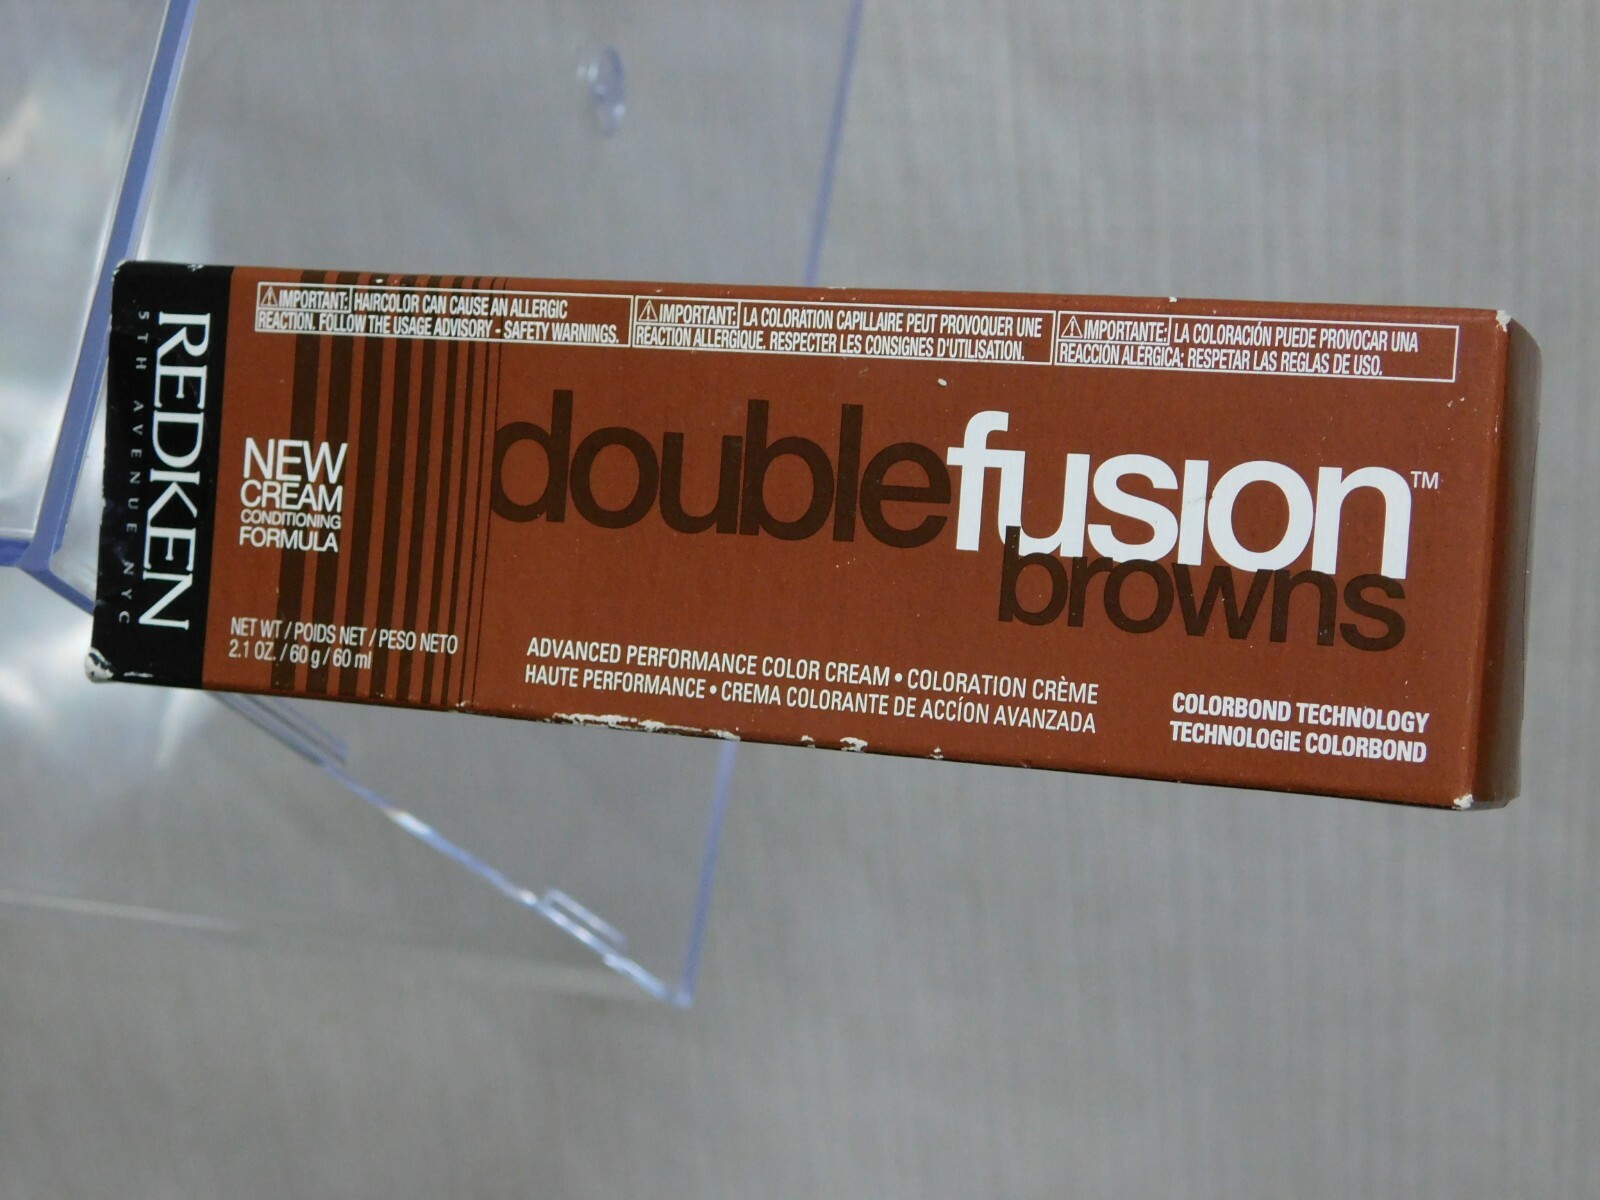 REDKEN
5TH AVENUE NYC
IMPORTANT: HAIRCOLOR CAN CAUSE AN ALLERGIC
REACTION. FOLLOW THE USAGE ADVISORY - SAFETY WARNINGS.
IMPORTANT: LA COLORATION CAPILLAIRE PEUT PROVOQUER UNE
REACTION ALLERGIQUE. RESPECTER LES CONSIGNES D'UTILISATION.
IMPORTANTE: LA COLORACIÓN PUEDE PROVOCAR UNA
REACCIÓN ALÉRGICA; RESPETAR LAS REGLAS DE USO.
NEW
CREAM
CONDITIONING
FORMULA
doublefusion™
browns
NET WT / POIDS NET / PESO NETO
2.1 OZ. / 60 g / 60 ml
ADVANCED PERFORMANCE COLOR CREAM • COLORATION CRÈME
HAUTE PERFORMANCE • CREMA COLORANTE DE ACCÍON AVANZADA
COLORBOND TECHNOLOGY
TECHNOLOGIE COLORBOND